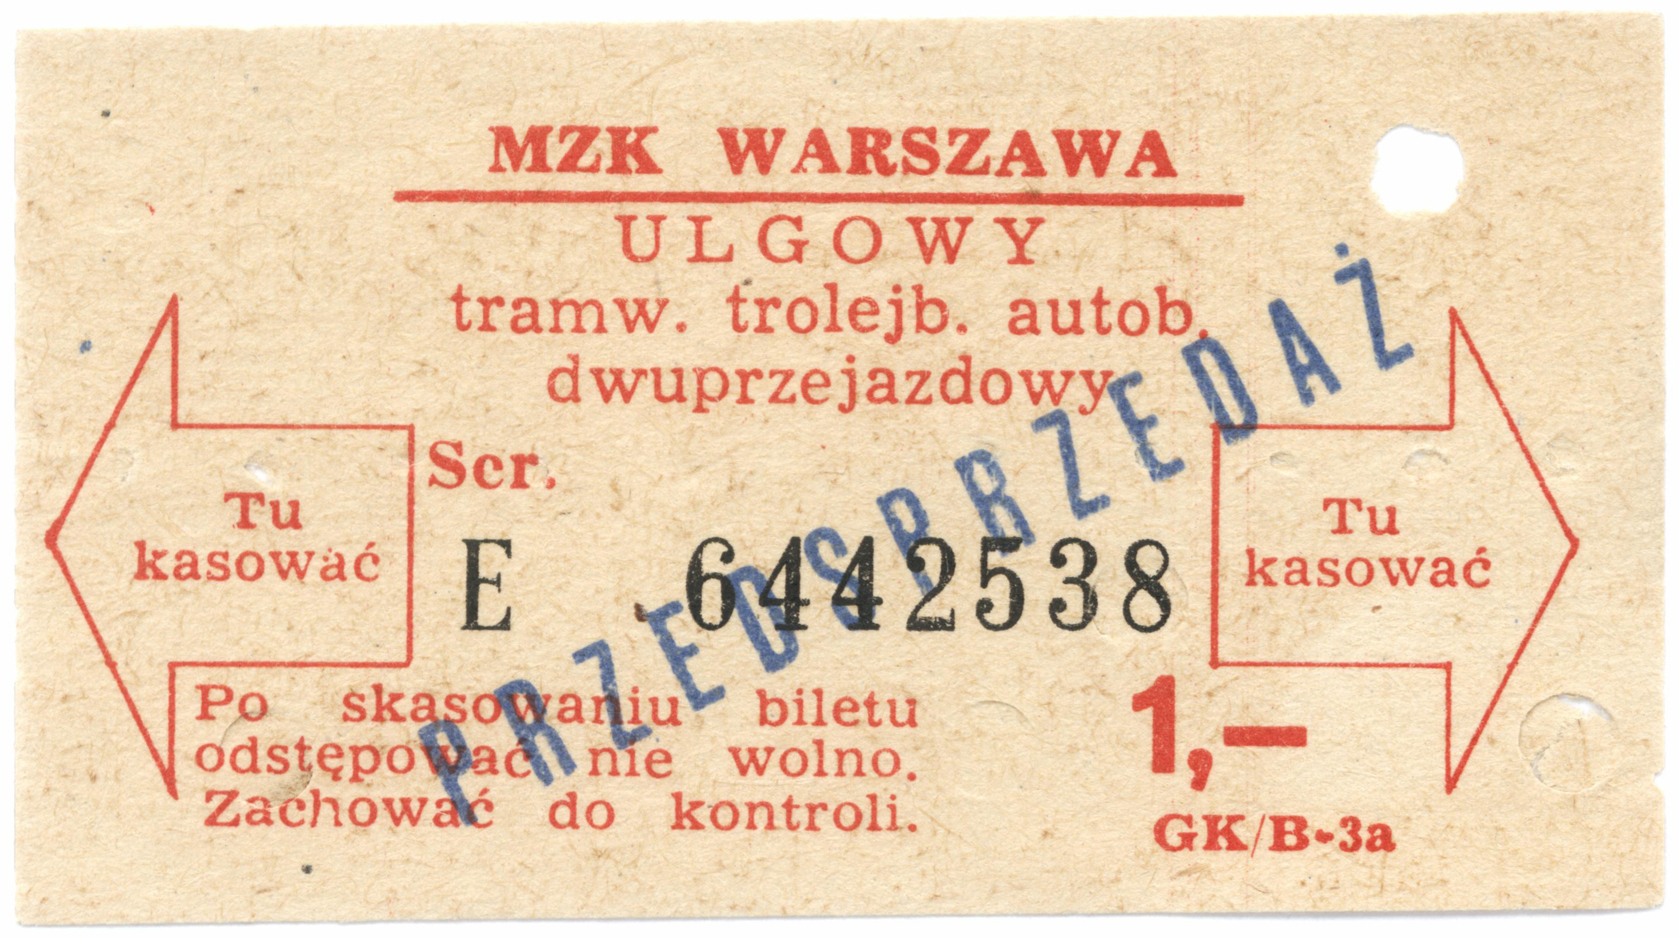 MZK WARSZAWA
ULGOWY
tramw. trolejb. autob.
dwuprzejazdowy
Scr.
Tu
kasować
E 6442538
Tu
kasować
PRZEDSPRZEDAŻ
Po skasowaniu biletu
odstępować nie wolno.
Zachować do kontroli.
1,—
GK/B-3a